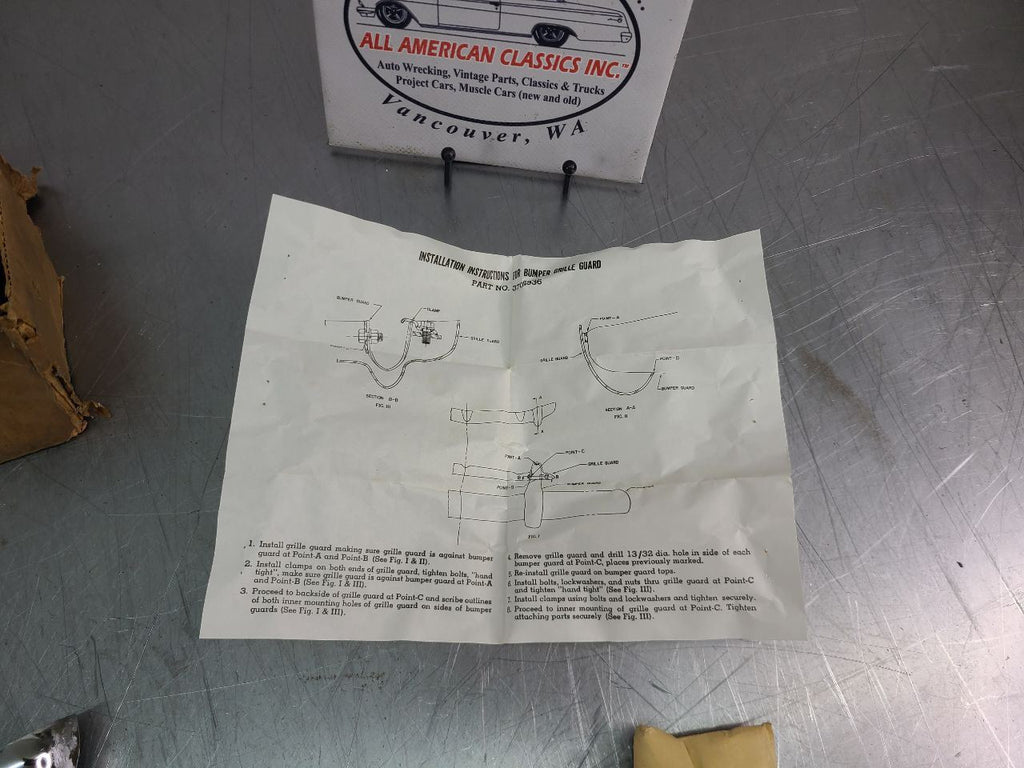 ALL AMERICAN CLASSICS INC.™
Auto Wrecking, Vintage Parts, Classics & Trucks
Project Cars, Muscle Cars (new and old)
Vancouver, WA
INSTALLATION INSTRUCTIONS FOR BUMPER GRILLE GUARD
PART NO.
BUMPER GUARD
CLAMP
GRILLE GUARD
SECTION B-B
FIG. III
POINT-A
GRILLE GUARD
POINT-D
BUMPER GUARD
SECTION A-A
FIG. II
A
A
POINT-A
POINT-C
GRILLE GUARD
B
B
POINT-B
BUMPER GUARD
FIG. I
1. Install grille guard making sure grille guard is against bumper
guard at Point-A and Point-B (See Fig. I & II).
2. Install clamps on both ends of grille guard, tighten bolts, "hand
tight", make sure grille guard is against bumper guard at Point-A
and Point-B (See Fig. I & III).
3. Proceed to backside of grille guard at Point-C and scribe outlines
of both inner mounting holes of grille guard on sides of bumper
guards (See Fig. I & III).
4. Remove grille guard and drill 13/32 dia. hole in side of each
bumper guard at Point-C, places previously marked.
5. Re-install grille guard on bumper guard tops.
6. Install bolts, lockwashers, and nuts thru grille guard at Point-C
and tighten "hand tight" (See Fig. III).
7. Install clamps using bolts and lockwashers and tighten securely.
8. Proceed to inner mounting of grille guard at Point-C. Tighten
attaching parts securely (See Fig. III).